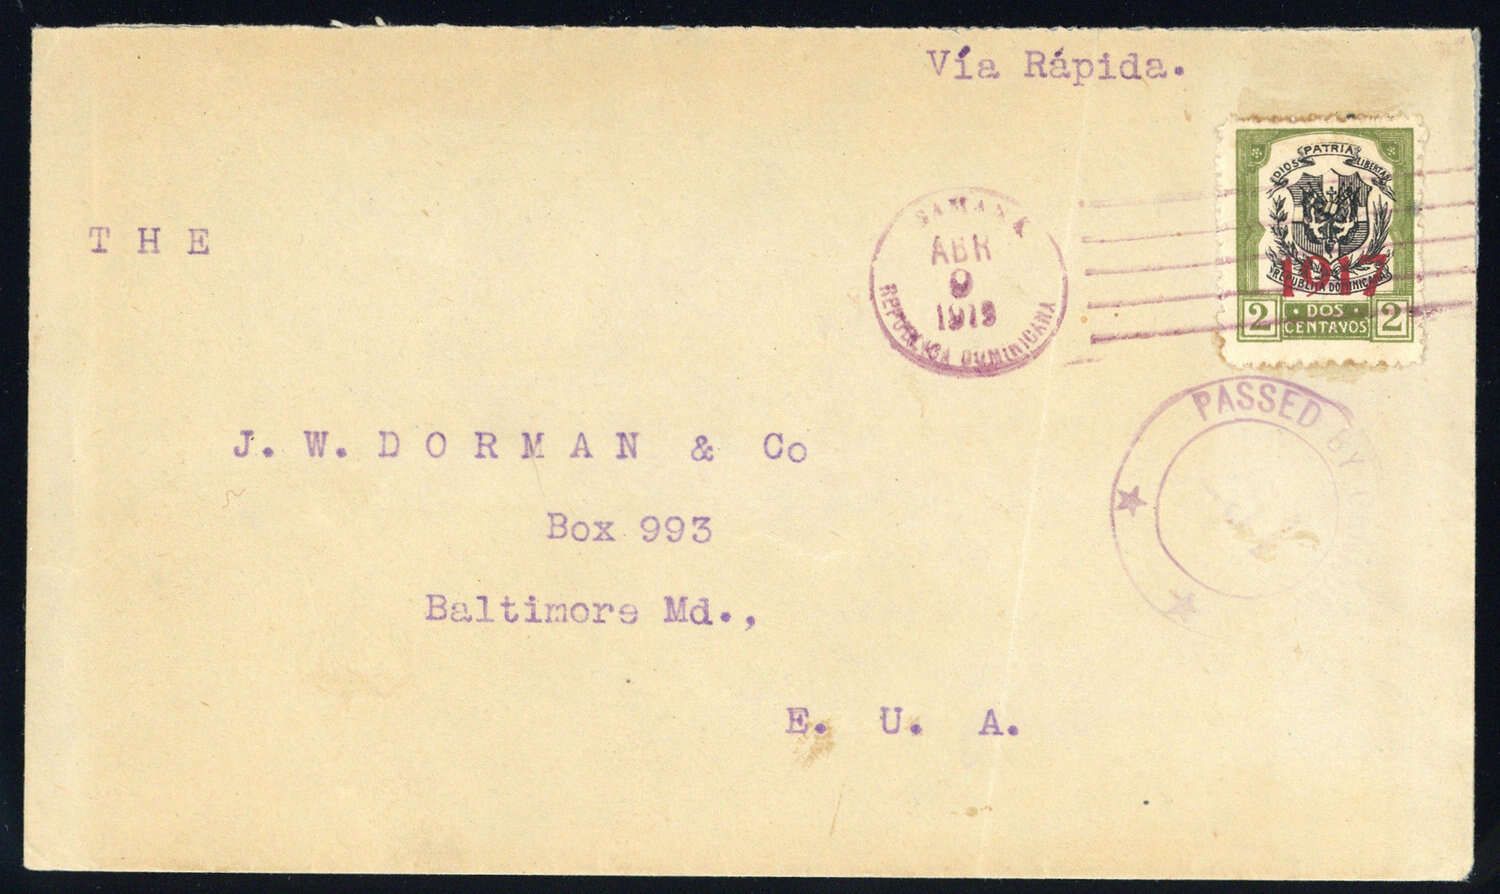 Vía Rápida.
DIOS PATRIA LIBERTAD
REPUBLICA DOMINICANA
1917
2 DOS CENTAVOS 2
SAMANA
ABR
9
REPUBLICA DOMINICANA
PASSED BY
THE
J. W. DORMAN & Co
Box 993
Baltimore Md.,
E. U. A.